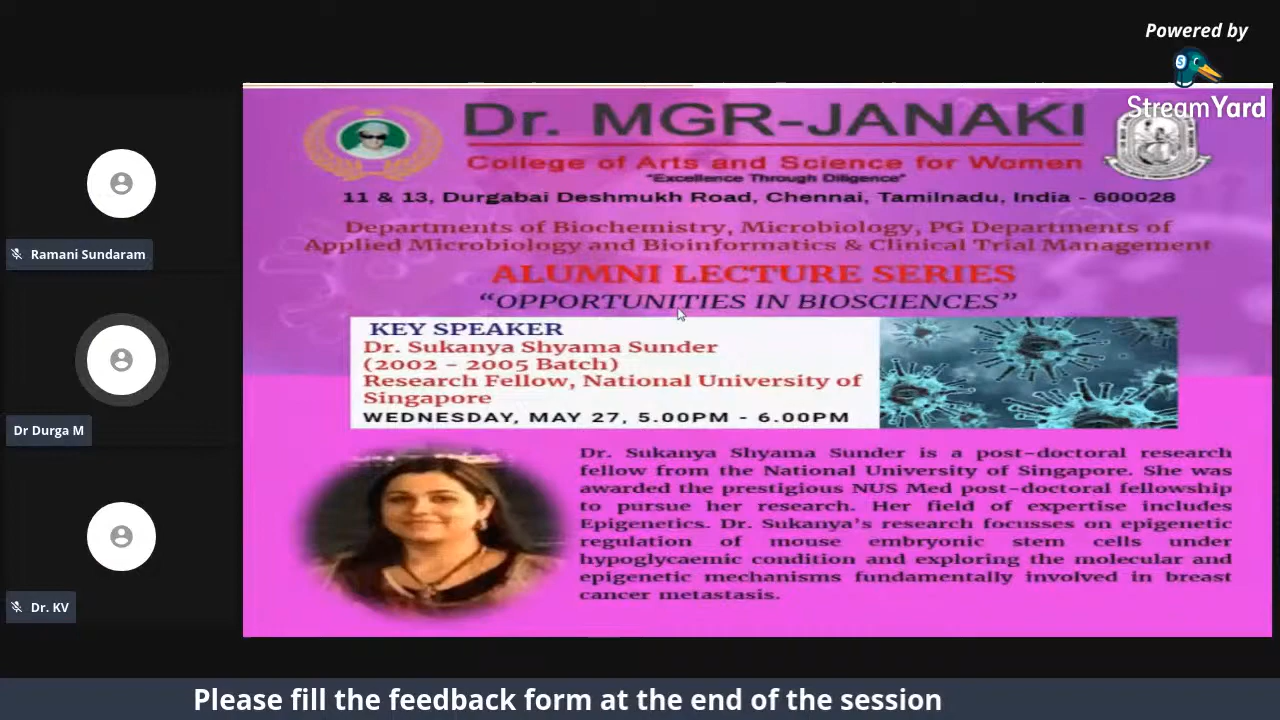 Powered by
StreamYard
Dr. MGR-JANAKI
College of Arts and Science for Women
"Excellence Through Diligence"
11 & 13, Durgabai Deshmukh Road, Chennai, Tamilnadu, India - 600028
Departments of Biochemistry, Microbiology, PG Departments of
Applied Microbiology and Bioinformatics & Clinical Trial Management
ALUMNI LECTURE SERIES
“OPPORTUNITIES IN BIOSCIENCES”
KEY SPEAKER
Dr. Sukanya Shyama Sunder
(2002 - 2005 Batch)
Research Fellow, National University of
Singapore
WEDNESDAY, MAY 27, 5.00PM - 6.00PM
Dr. Sukanya Shyama Sunder is a post-doctoral research
fellow from the National University of Singapore. She was
awarded the prestigious NUS Med post-doctoral fellowship
to pursue her research. Her field of expertise includes
Epigenetics. Dr. Sukanya's research focusses on epigenetic
regulation of mouse embryonic stem cells under
hypoglycaemic condition and exploring the molecular and
epigenetic mechanisms fundamentally involved in breast
cancer metastasis.
Ramani Sundaram
Dr Durga M
Dr. KV
Please fill the feedback form at the end of the session